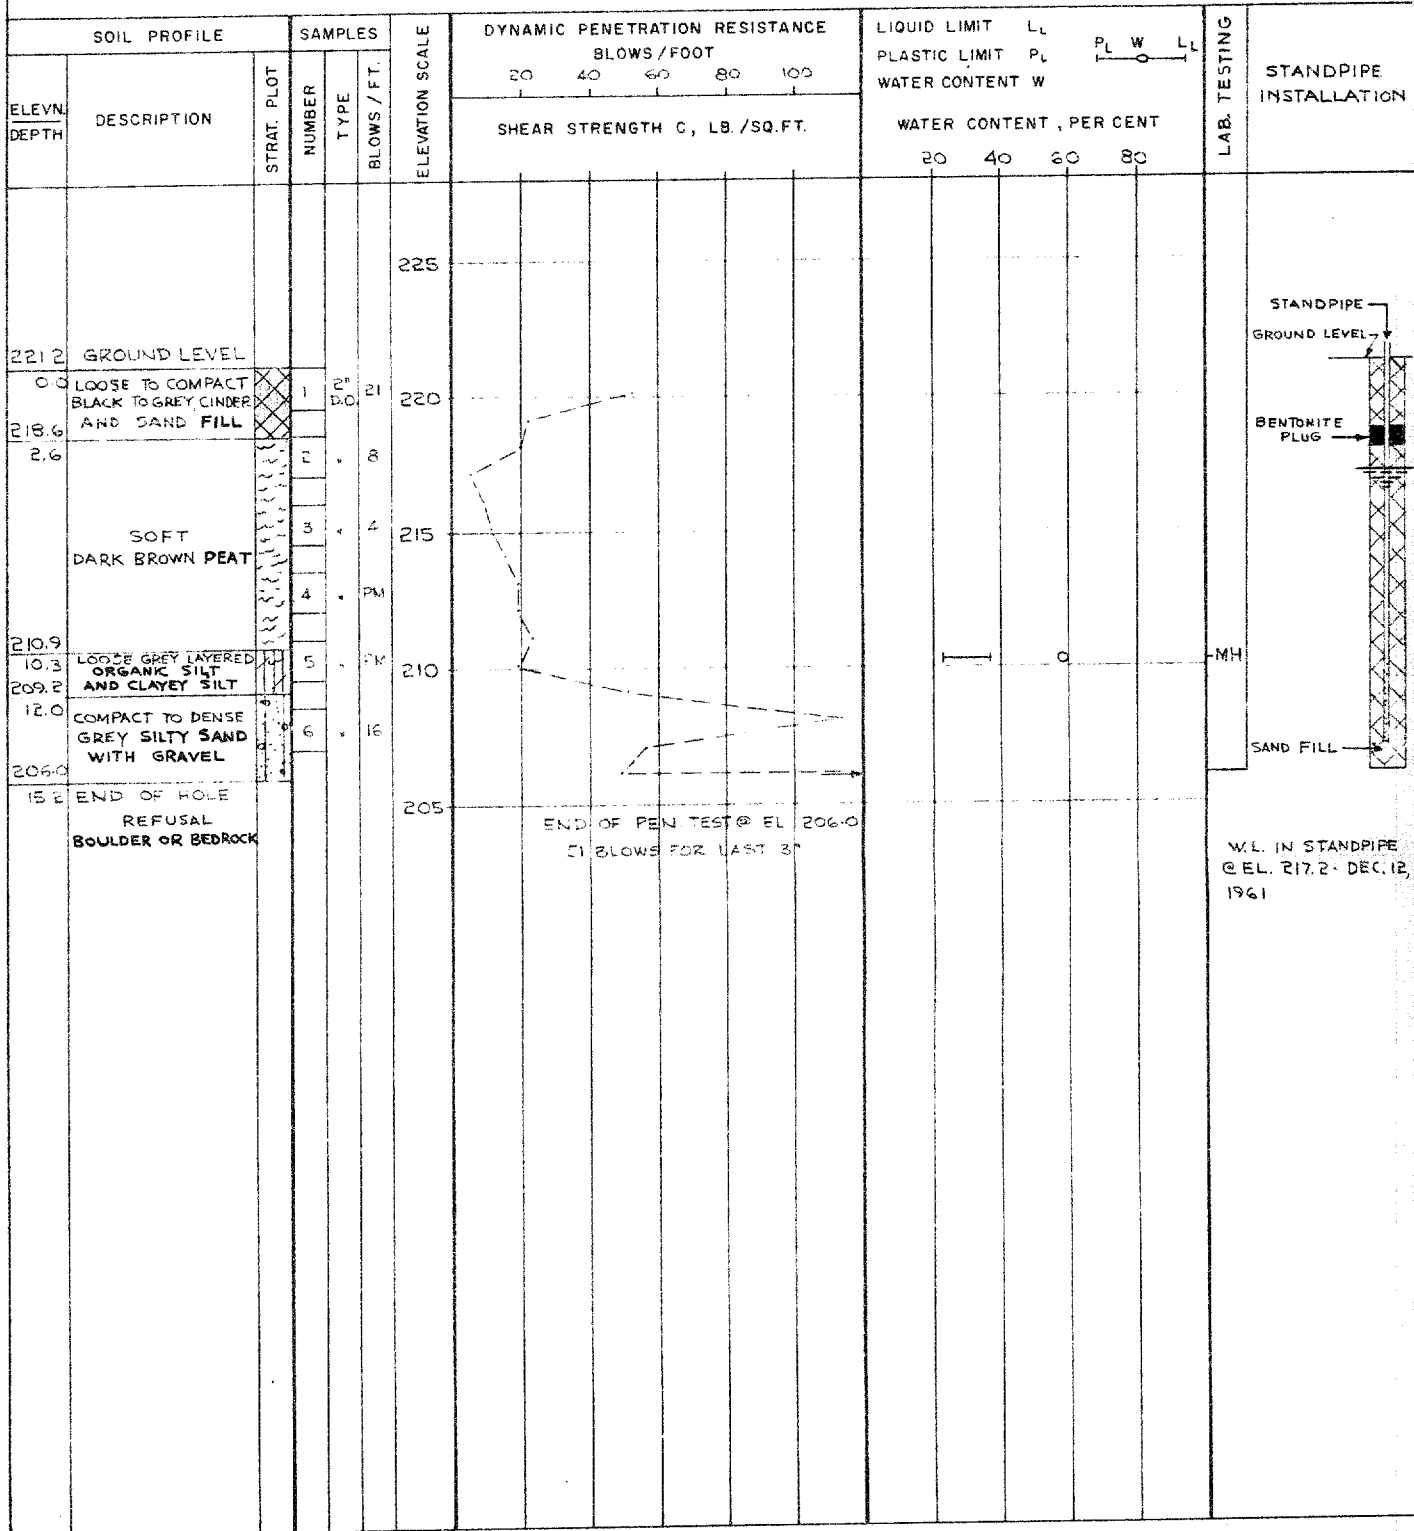 SOIL PROFILE
SAMPLES
ELEVATION SCALE
DYNAMIC PENETRATION RESISTANCE
BLOWS / FOOT
20 40 60 80 100
SHEAR STRENGTH C, LB./SQ.FT.
LIQUID LIMIT LL
PLASTIC LIMIT PL
WATER CONTENT W
PL W LL
WATER CONTENT, PER CENT
20 40 60 80
LAB. TESTING
STANDPIPE
INSTALLATION
ELEVN.
DEPTH
DESCRIPTION
STRAT. PLOT
NUMBER
TYPE
BLOWS / FT.
225
STANDPIPE
GROUND LEVEL
221.2 GROUND LEVEL
0.0 LOOSE TO COMPACT
BLACK TO GREY CINDER
AND SAND FILL
1 2" D.O. 21
220
218.6
2.6
BENTONITE
PLUG
2 " 8
SOFT
DARK BROWN PEAT
3 " 4
215
4 " PM
210.9
10.3 LOOSE GREY LAYERED
ORGANIC SILT
AND CLAYEY SILT
5 " PM
210
MH
209.2
12.0
COMPACT TO DENSE
GREY SILTY SAND
WITH GRAVEL
6 " 16
SAND FILL
206.0
15.2 END OF HOLE
REFUSAL
BOULDER OR BEDROCK
205
END OF PEN. TEST @ EL 206.0
BLOWS FOR LAST 3"
W.L. IN STANDPIPE
@ EL. 217.2 - DEC. 12,
1961